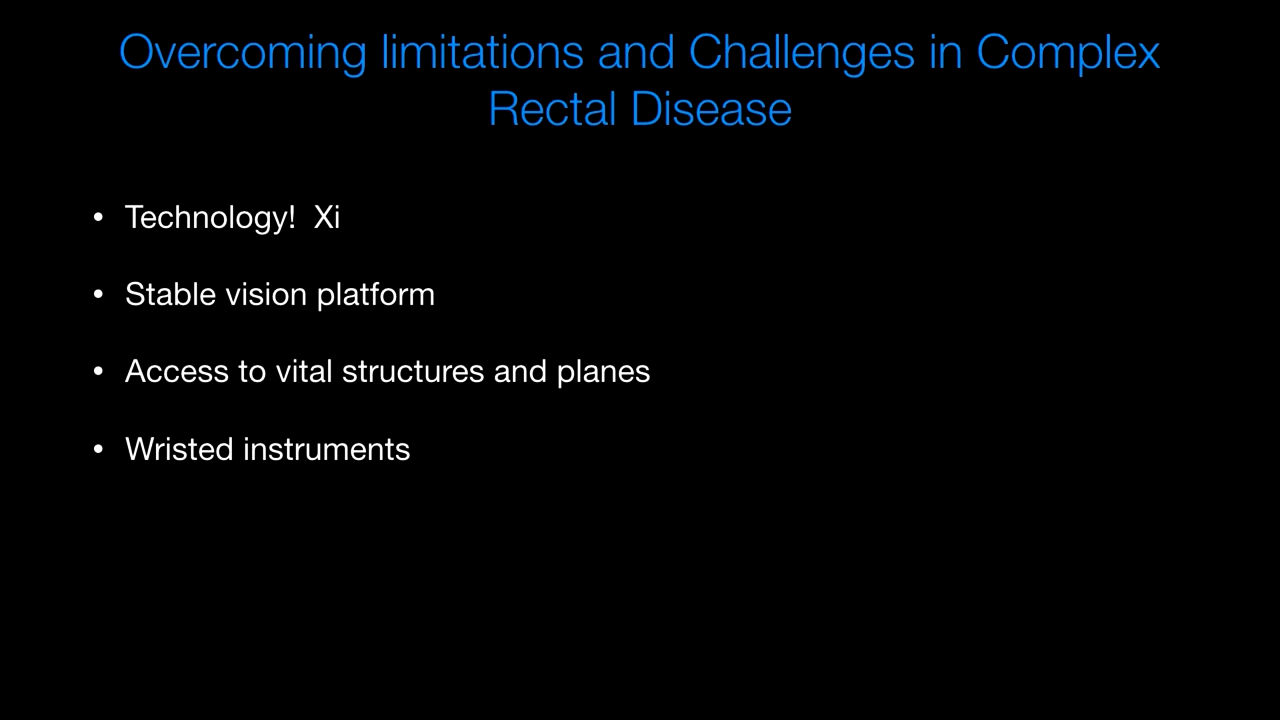 Overcoming limitations and Challenges in Complex
Rectal Disease
• Technology!  Xi
• Stable vision platform
• Access to vital structures and planes
• Wristed instruments